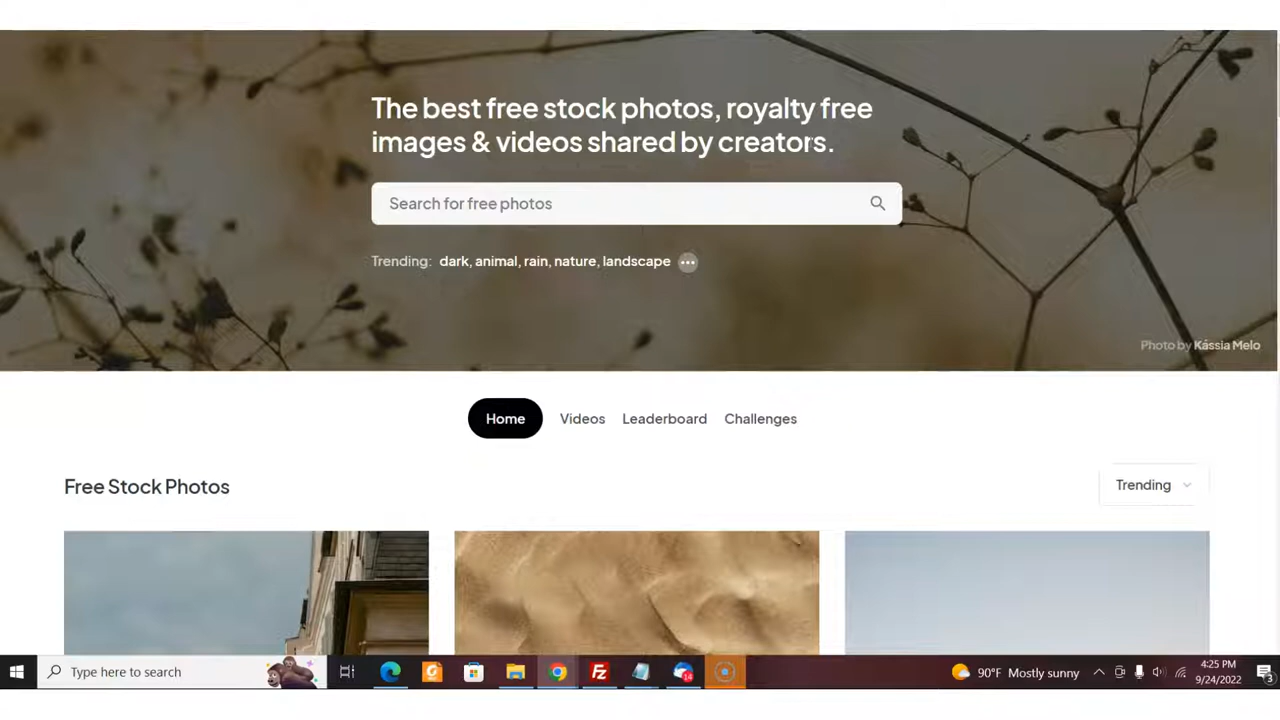 The best free stock photos, royalty free
images & videos shared by creators.
Search for free photos
Trending: dark, animal, rain, nature, landscape
Photo by Kássia Melo
Home Videos Leaderboard Challenges
Free Stock Photos
Trending
Type here to search
14
90°F Mostly sunny
4:25 PM
9/24/2022
3